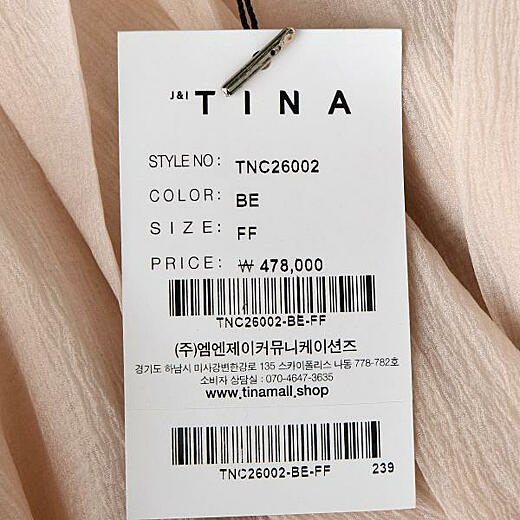 J&I TINA
STYLE NO : TNC26002
COLOR: BE
SIZE: FF
PRICE: ₩ 478,000
TNC26002-BE-FF
(주)엠엔제이커뮤니케이션즈
경기도 하남시 미사강변한강로 135 스카이폴리스 나동 778-782호
소비자 상담실 : 070-4647-3635
www.tinamall.shop
TNC26002-BE-FF 239